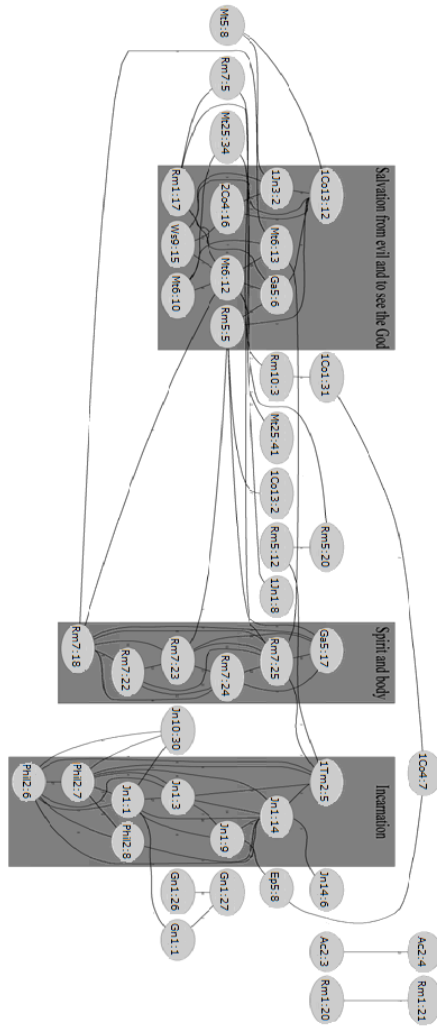 Mt5:8
Rm7:5
Mt25:34
Salvation from evil and to see the God
1Co13:12
1Jn3:2
2Co4:16
Rm1:17
Mt6:13
Ws9:15
Ga5:6
Mt6:12
Mt6:10
Rm5:5
1Co1:31
Rm10:3
Mt25:41
1Co13:2
Rm5:20
Rm5:12
1Jn1:8
Spirit and body
Ga5:17
Rm7:25
Rm7:24
Rm7:23
Rm7:22
Rm7:18
Jn10:30
1Co4:7
Incarnation
1Tm2:5
Jn1:14
Jn1:3
Jn1:1
Phil2:7
Phil2:6
Jn1:9
Phil2:8
Jn14:6
Ep5:8
Gn1:27
Gn1:26
Gn1:1
Ac2:4
Ac2:3
Rm1:21
Rm1:20